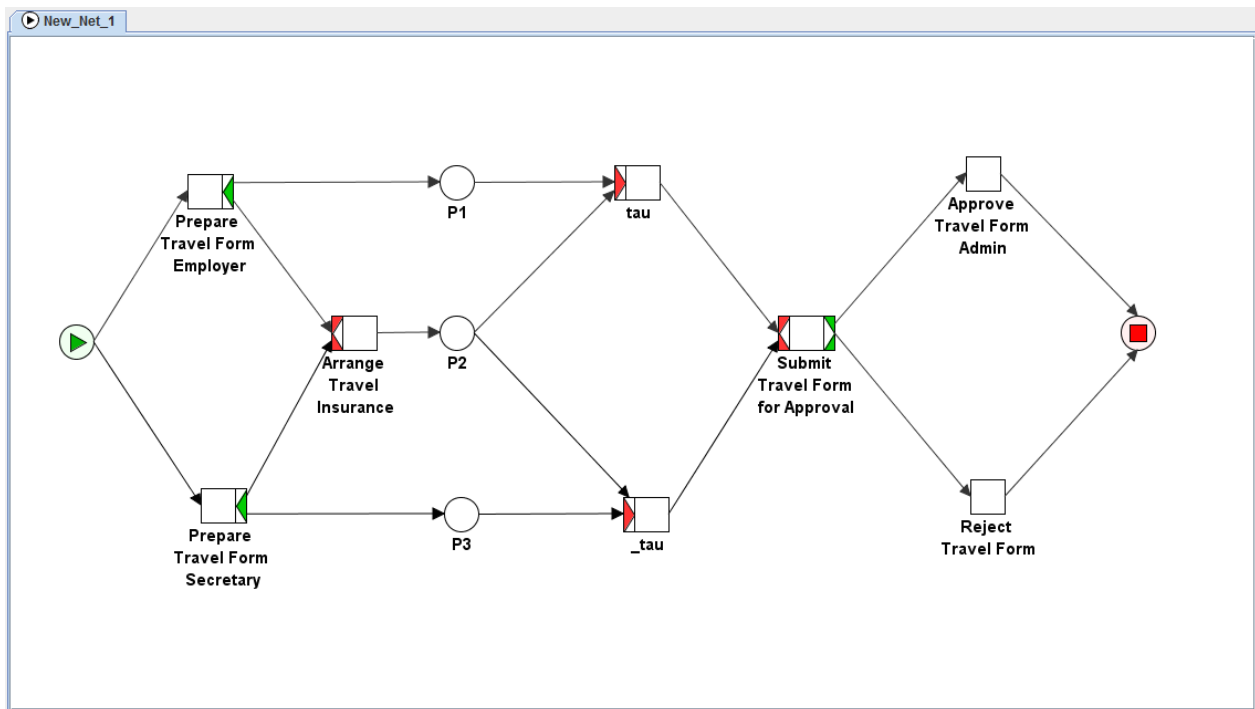 New_Net_1
Prepare
Travel Form
Employer
P1
tau
Approve
Travel Form
Admin
Arrange
Travel
Insurance
P2
Submit
Travel Form
for Approval
Prepare
Travel Form
Secretary
P3
_tau
Reject
Travel Form